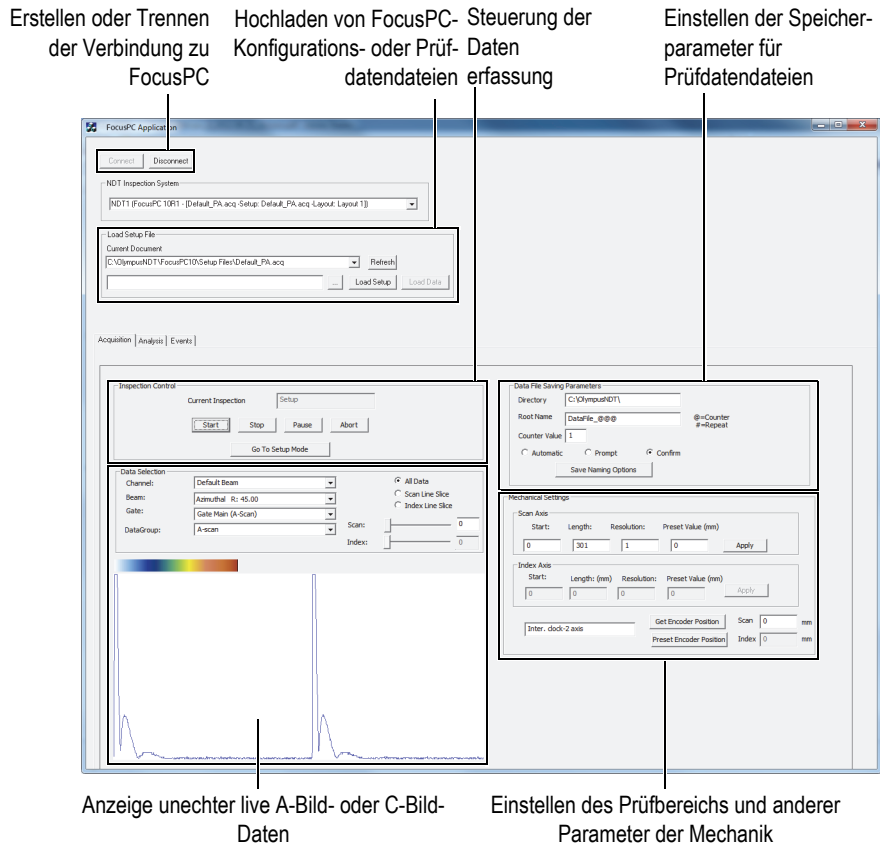 Erstellen oder Trennen
der Verbindung zu
FocusPC
Hochladen von FocusPC-
Konfigurations- oder Prüf-
datendateien
Steuerung der
Daten
erfassung
Einstellen der Speicher-
parameter für
Prüfdatendateien
FocusPC Application
Connect Disconnect
NDT Inspection System
NDT1 (FocusPC 10R1 - [Default_PA.acq -Setup: Default_PA.acq -Layout: Layout 1])
Load Setup File
Current Document
C:\OlympusNDT\FocusPC10\Setup Files\Default_PA.acq Refresh
... Load Setup Load Data
Acquisition Analysis Events
Inspection Control
Current Inspection Setup
Start Stop Pause Abort
Go To Setup Mode
Data Selection
Channel: Default Beam
Beam: Azimuthal R: 45.00
Gate: Gate Main (A-Scan)
DataGroup: A-scan
All Data
Scan Line Slice
Index Line Slice
Scan: 0
Index: 0
Data File Saving Parameters
Directory C:\OlympusNDT\
Root Name DataFile_@@@ @=Counter
#=Repeat
Counter Value 1
Automatic Prompt Confirm
Save Naming Options
Mechanical Settings
Scan Axis
Start: Length: Resolution: Preset Value (mm)
0 301 1 0 Apply
Index Axis
Start: Length: (mm) Resolution: Preset Value (mm)
0 0 0 0 Apply
Inter. clock-2 axis
Get Encoder Position Scan 0 mm
Preset Encoder Position Index 0 mm
Anzeige unechter live A-Bild- oder C-Bild-
Daten
Einstellen des Prüfbereichs und anderer
Parameter der Mechanik